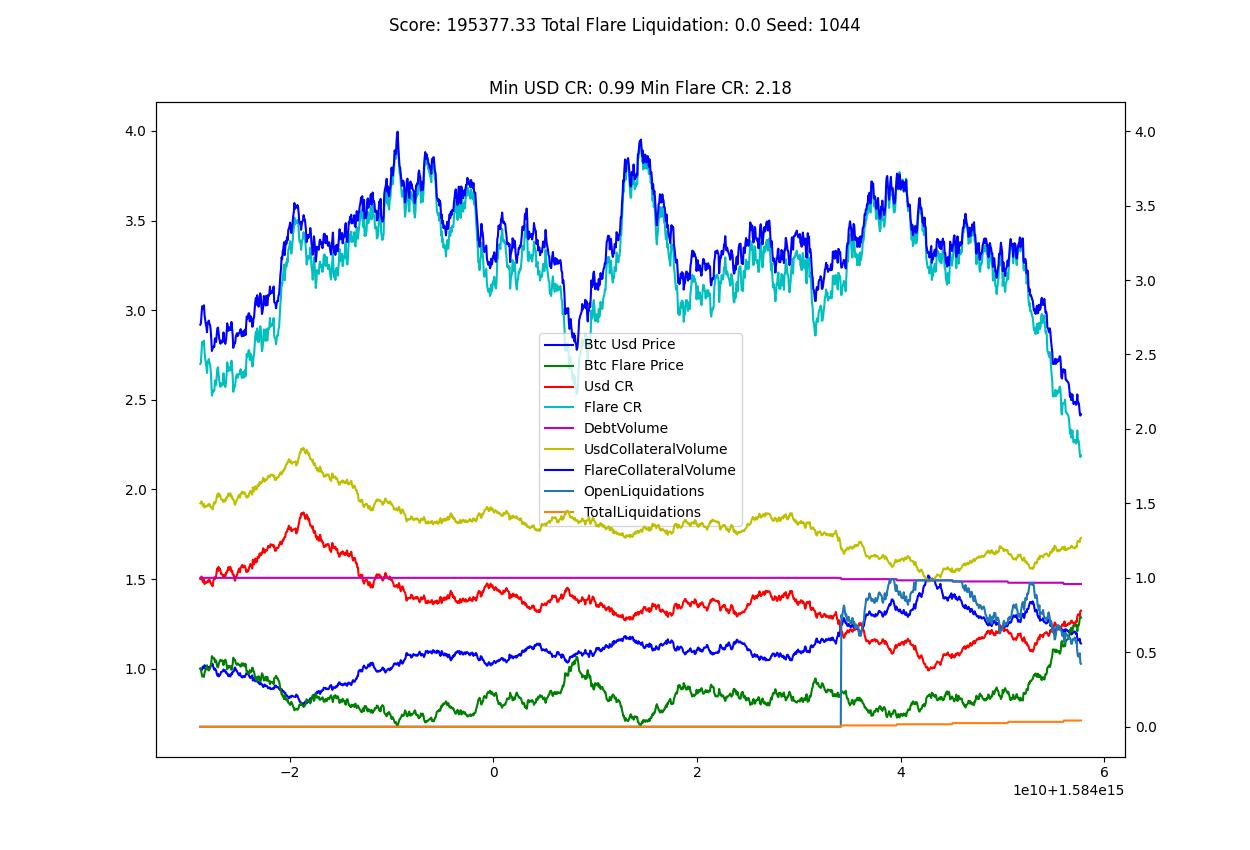 Score: 195377.33 Total Flare Liquidation: 0.0 Seed: 1044
Min USD CR: 0.99 Min Flare CR: 2.18
4.0
3.5
3.0
2.5
2.0
1.5
1.0
4.0
3.5
3.0
2.5
2.0
1.5
1.0
0.5
0.0
Btc Usd Price
Btc Flare Price
Usd CR
Flare CR
DebtVolume
UsdCollateralVolume
FlareCollateralVolume
OpenLiquidations
TotalLiquidations
−2 0 2 4 6
1e10+1.584e15